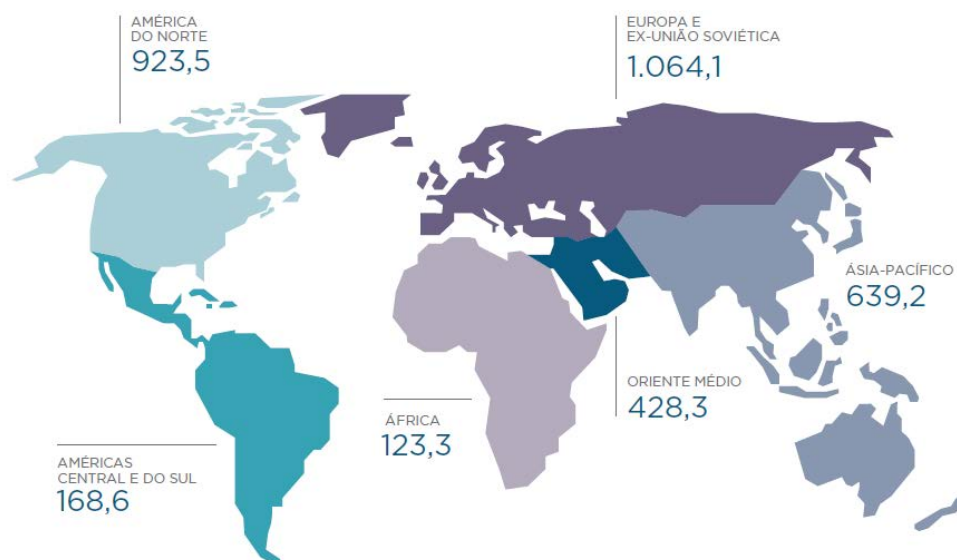 AMÉRICA
DO NORTE
923,5
EUROPA E
EX-UNIÃO SOVIÉTICA
1.064,1
ÁSIA-PACÍFICO
639,2
ORIENTE MÉDIO
428,3
ÁFRICA
123,3
AMÉRICAS
CENTRAL E DO SUL
168,6